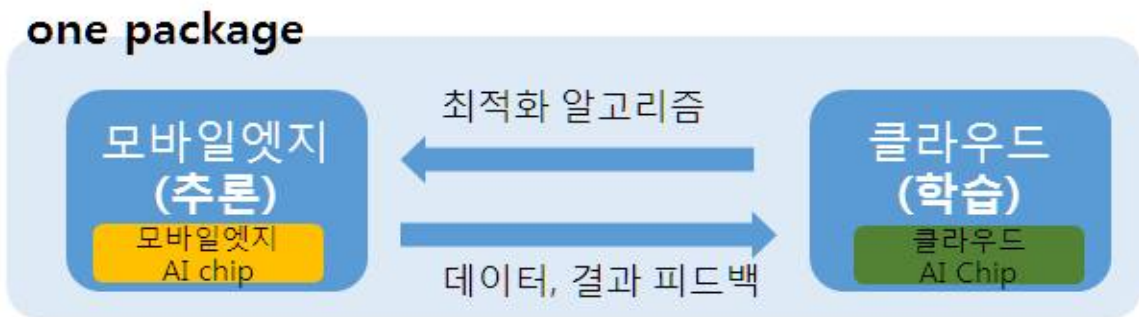 one package
모바일엣지
(추론)
모바일엣지
AI chip
최적화 알고리즘
데이터, 결과 피드백
클라우드
(학습)
클라우드
AI Chip